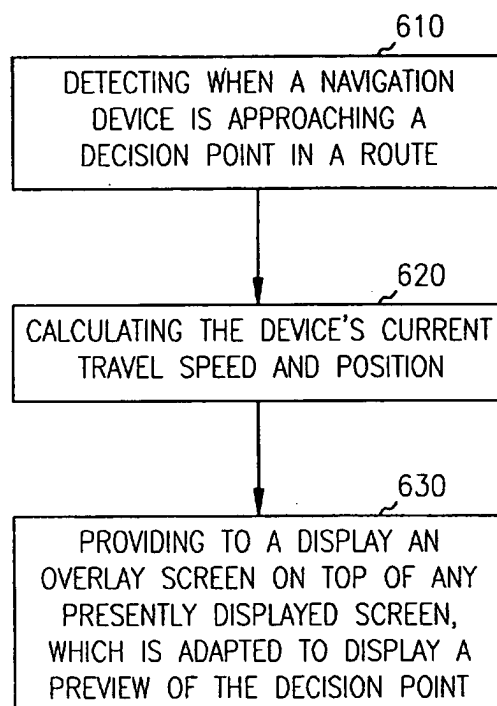 610
DETECTING WHEN A NAVIGATION
DEVICE IS APPROACHING A
DECISION POINT IN A ROUTE
620
CALCULATING THE DEVICE'S CURRENT
TRAVEL SPEED AND POSITION
630
PROVIDING TO A DISPLAY AN
OVERLAY SCREEN ON TOP OF ANY
PRESENTLY DISPLAYED SCREEN,
WHICH IS ADAPTED TO DISPLAY A
PREVIEW OF THE DECISION POINT